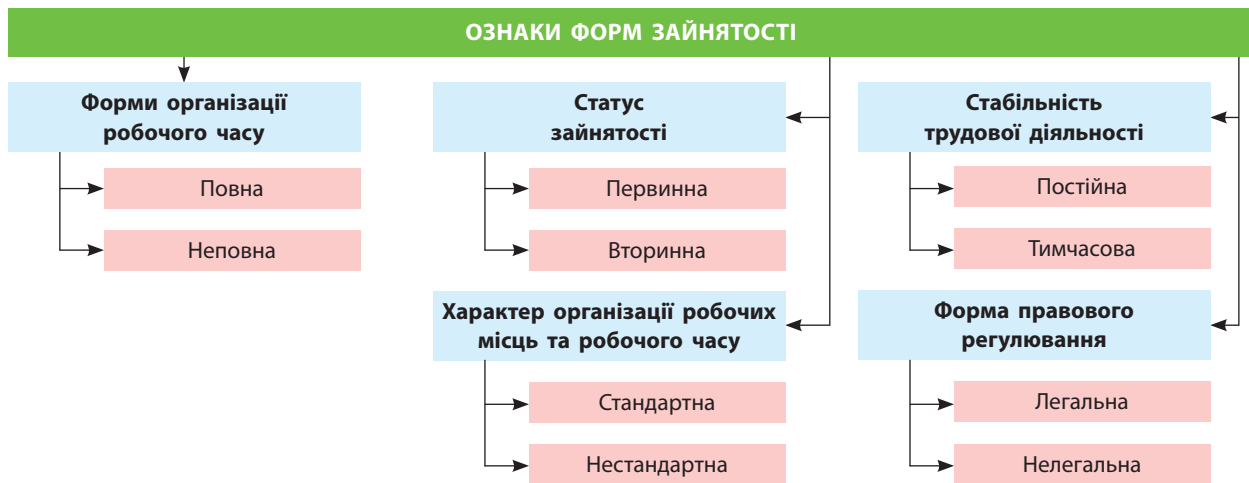 ОЗНАКИ ФОРМ ЗАЙНЯТОСТІ
Форми організації
робочого часу
Повна
Неповна
Статус
зайнятості
Первинна
Вторинна
Характер організації робочих
місць та робочого часу
Стандартна
Нестандартна
Стабільність
трудової діяльності
Постійна
Тимчасова
Форма правового
регулювання
Легальна
Нелегальна